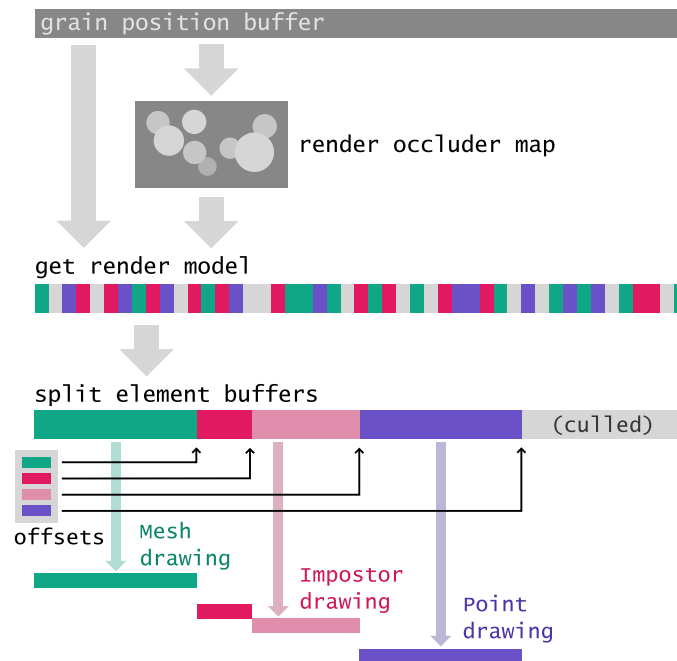 grain position buffer
render occluder map
get render model
split element buffers
(culled)
offsets
Mesh
drawing
Impostor
drawing
Point
drawing